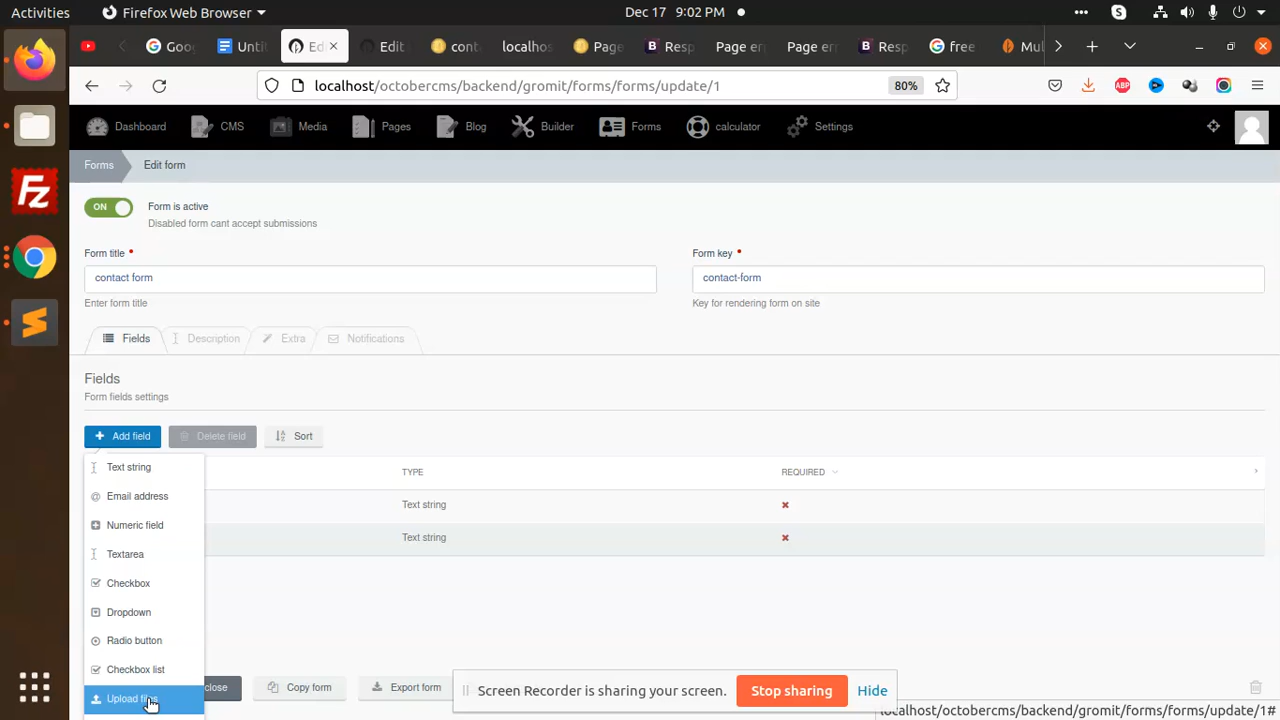 Activities Firefox Web Browser Dec 17 9:02 PM
Goo Unti Ed Edit cont localhos Page Resp Page er Page er Resp free Mul
localhost/octobercms/backend/gromit/forms/forms/update/1 80% ABP
Dashboard CMS Media Pages Blog Builder Forms calculator Settings
Forms Edit form
ON Form is active
Disabled form cant accept submissions
Form title * Form key *
contact form contact-form
Enter form title Key for rendering form on site
Fields Description Extra Notifications
Fields
Form fields settings
Add field Delete field Sort
TYPE REQUIRED
Text string
Text string
Text string
Email address
Numeric field
Textarea
Checkbox
Dropdown
Radio button
Checkbox list
Upload files
close Copy form Export form
Screen Recorder is sharing your screen. Stop sharing Hide
localhost/octobercms/backend/gromit/forms/forms/update/1#